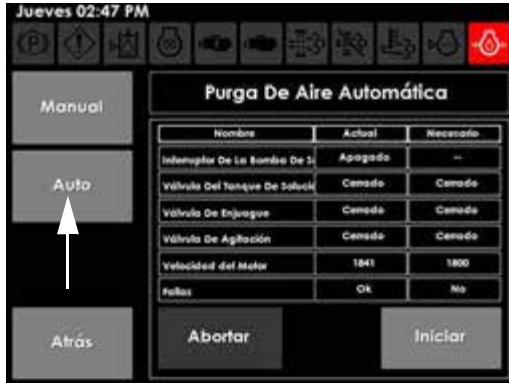 Jueves 02:47 PM
Manual
Purga De Aire Automática
Nombre Actual Necesario
Interruptor De La Bomba De Apagado --
Auto
Válvula Del Tanque De Cerrado Cerrado
Válvula De Enjuague Cerrado Cerrado
Válvula De Agitación Cerrado Cerrado
Velocidad del Motor 1841 1800
Fallas Ok No
Atrás
Abortar
Iniciar